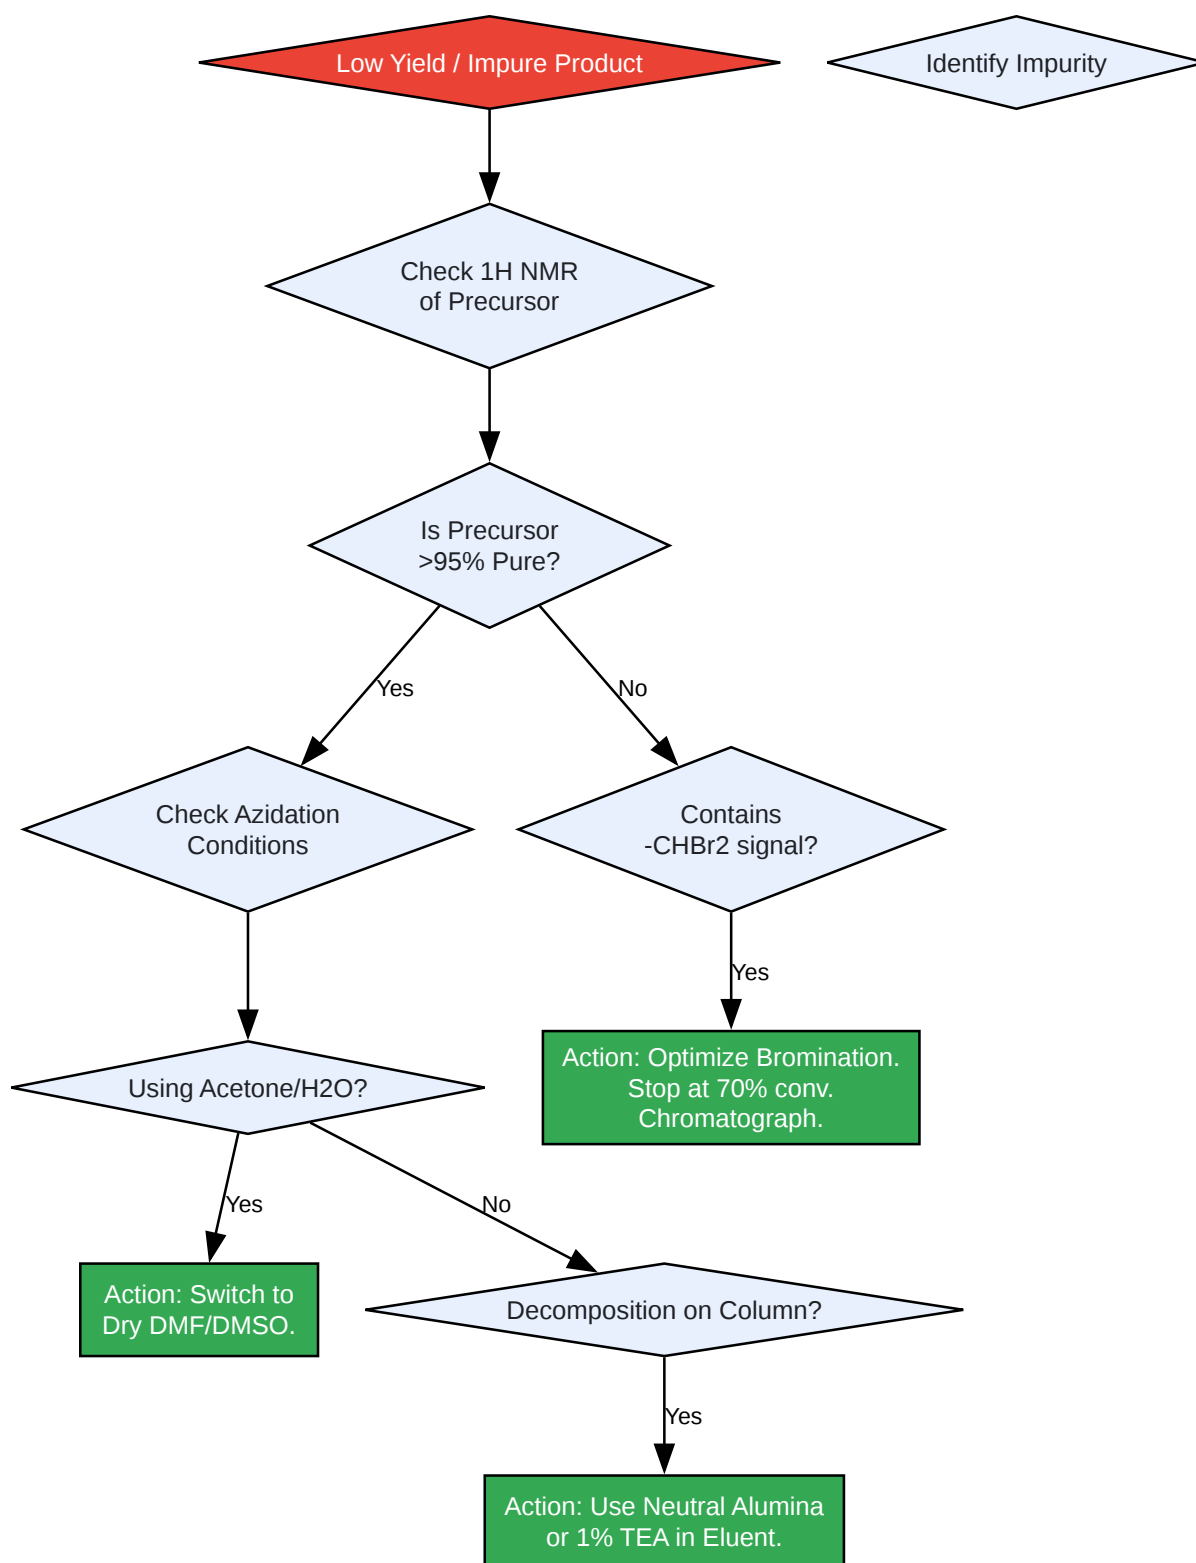 Low Yield / Impure Product
Identify Impurity
Check 1H NMR
of Precursor
Is Precursor
>95% Pure?
Yes
No
Check Azidation
Conditions
Contains
-CHBr2 signal?
Yes
Using Acetone/H2O?
Action: Optimize Bromination.
Stop at 70% conv.
Chromatograph.
Yes
No
Action: Switch to
Dry DMF/DMSO.
Decomposition on Column?
Yes
Action: Use Neutral Alumina
or 1% TEA in Eluent.